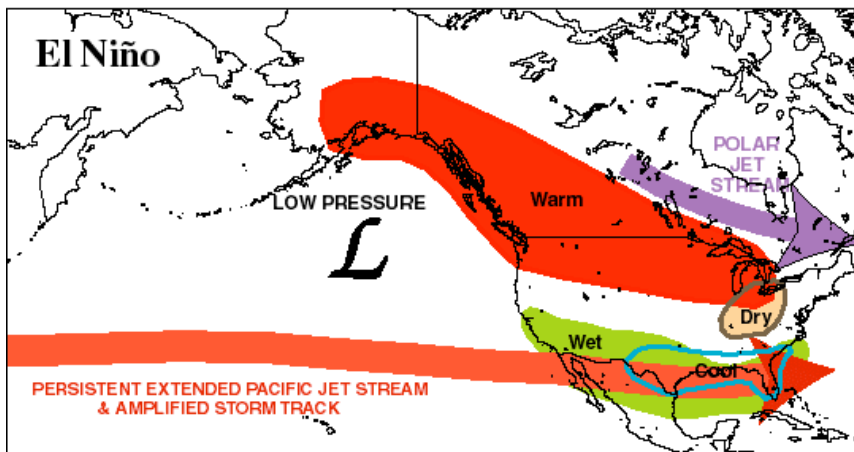 El Niño
POLAR
JET
STREAM
Warm
LOW PRESSURE
L
Dry
Wet
Cool
PERSISTENT EXTENDED PACIFIC JET STREAM
& AMPLIFIED STORM TRACK